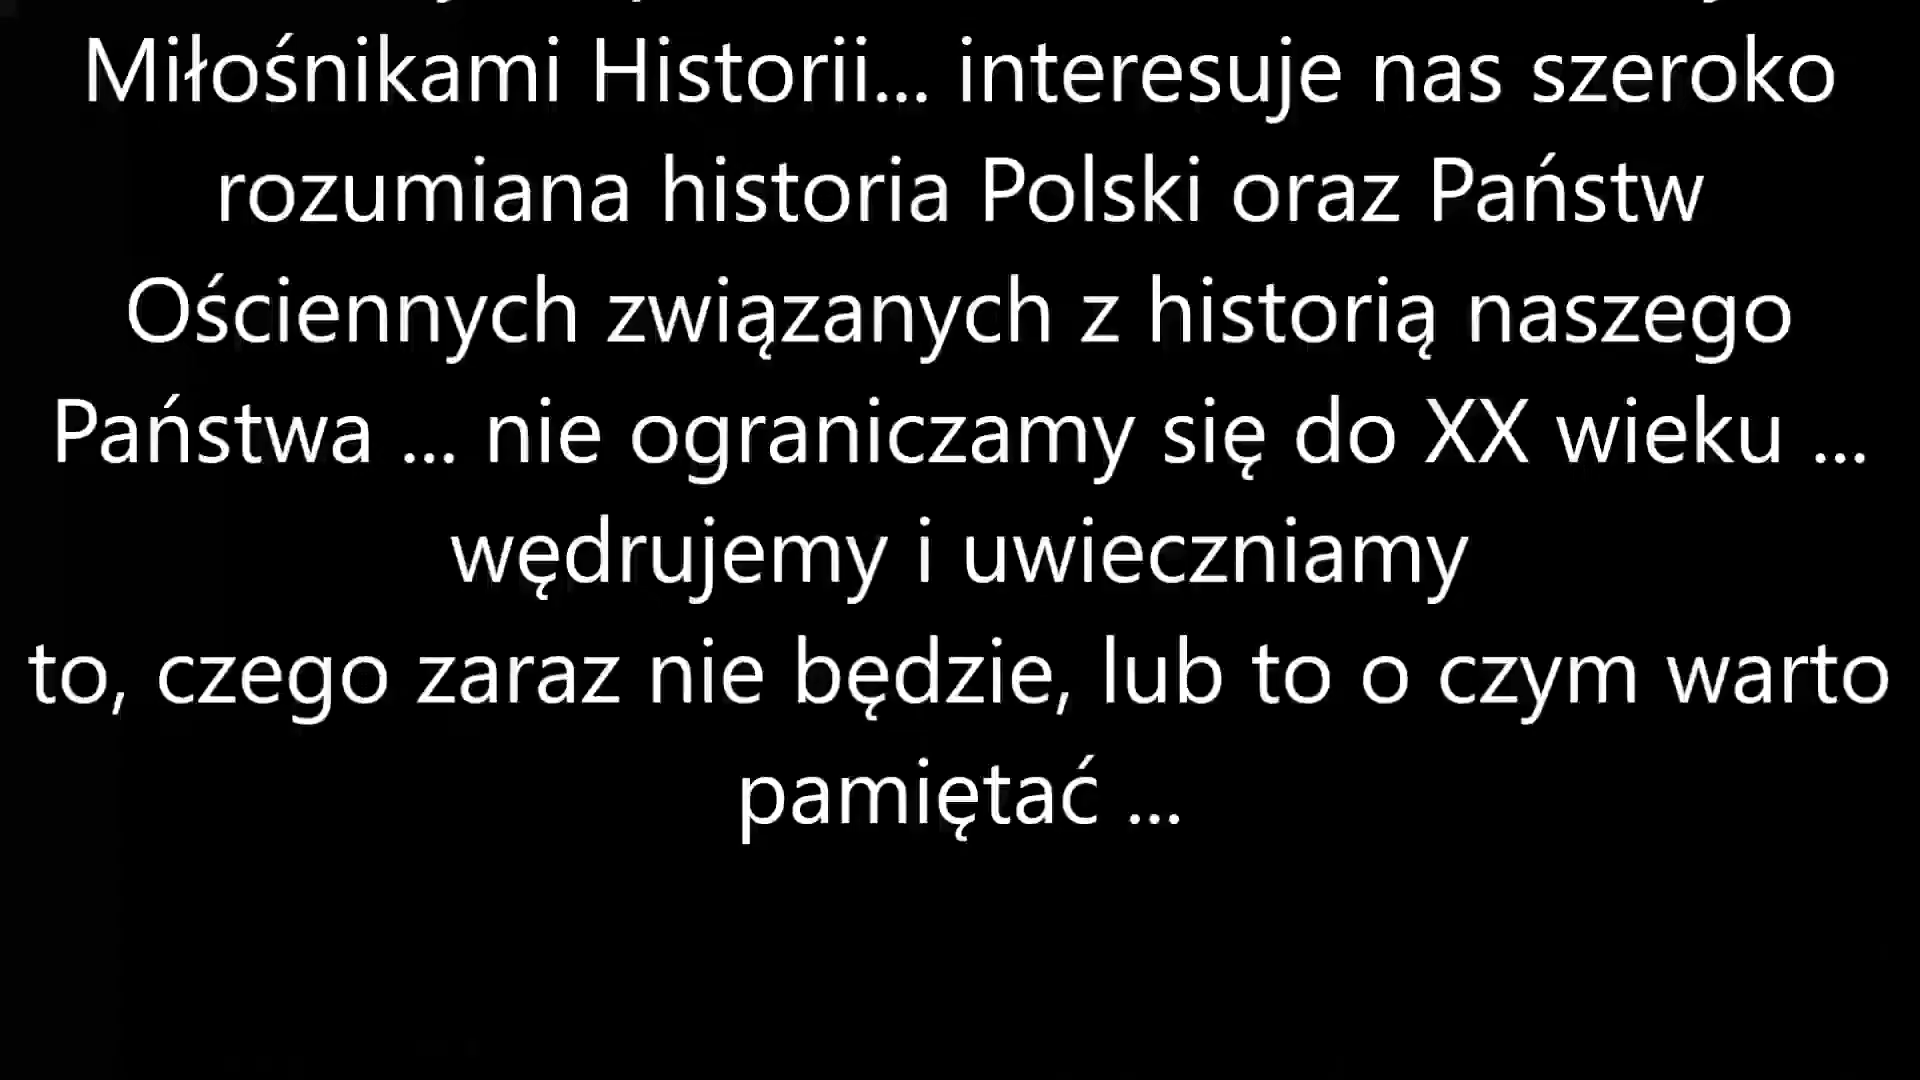 Miłośnikami Historii... interesuje nas szeroko
rozumiana historia Polski oraz Państw
Ościennych związanych z historią naszego
Państwa ... nie ograniczamy się do XX wieku ...
wędrujemy i uwieczniamy
to, czego zaraz nie będzie, lub to o czym warto
pamiętać ...